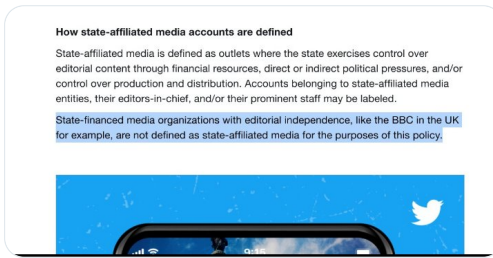 How state-affiliated media accounts are defined
State-affiliated media is defined as outlets where the state exercises control over
editorial content through financial resources, direct or indirect political pressures, and/or
control over production and distribution. Accounts belonging to state-affiliated media
entities, their editors-in-chief, and/or their prominent staff may be labeled.
State-financed media organizations with editorial independence, like the BBC in the UK
for example, are not defined as state-affiliated media for the purposes of this policy.
9:15